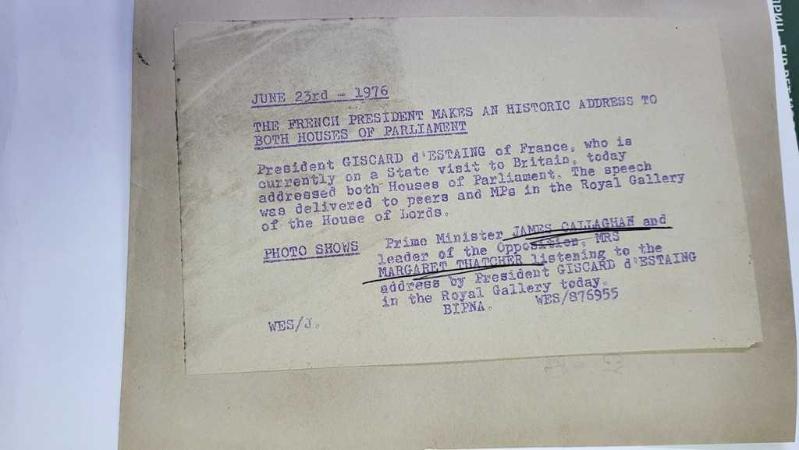 JUNE 23rd - 1976
THE FRENCH PRESIDENT MAKES AN HISTORIC ADDRESS TO
BOTH HOUSES OF PARLIAMENT
President GISCARD d'ESTAING of France, who is
currently on a State visit to Britain, today
addressed both Houses of Parliament. The speech
was delivered to peers and MPs in the Royal Gallery
of the House of Lords.
PHOTO SHOWS Prime Minister JAMES CALLAGHAN and
leader of the Opposition, MRS
MARGARET THATCHER listening to the
address by President GISCARD d'ESTAING
in the Royal Gallery today.
BIPNA. WES/876955
WES/J.